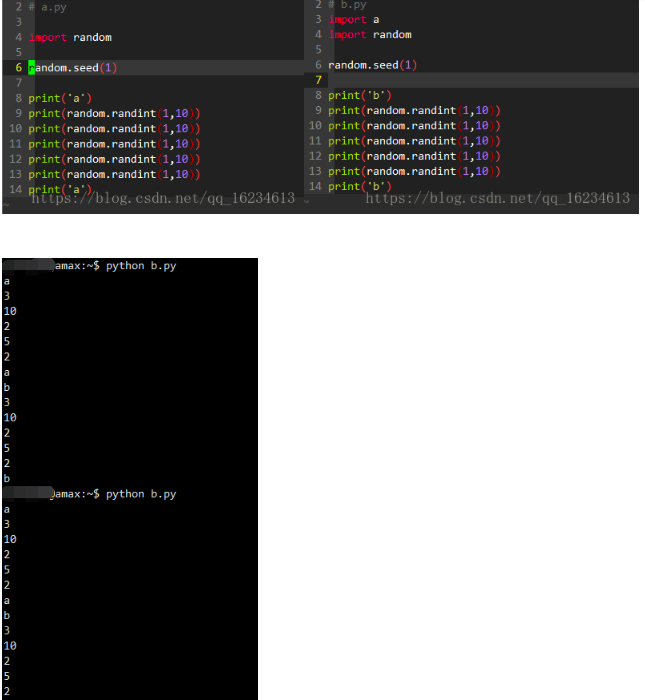 2 # a.py
3
4 import random
5
6 random.seed(1)
7
8 print('a')
9 print(random.randint(1,10))
10 print(random.randint(1,10))
11 print(random.randint(1,10))
12 print(random.randint(1,10))
13 print(random.randint(1,10))
14 print('a')
~
https://blog.csdn.net/qq_16234613
2 # b.py
3 import a
4 import random
5
6 random.seed(1)
7
8 print('b')
9 print(random.randint(1,10))
10 print(random.randint(1,10))
11 print(random.randint(1,10))
12 print(random.randint(1,10))
13 print(random.randint(1,10))
14 print('b')
~
https://blog.csdn.net/qq_16234613
amax:~$ python b.py
a
3
10
2
5
2
a
b
3
10
2
5
2
b
amax:~$ python b.py
a
3
10
2
5
2
a
b
3
10
2
5
2